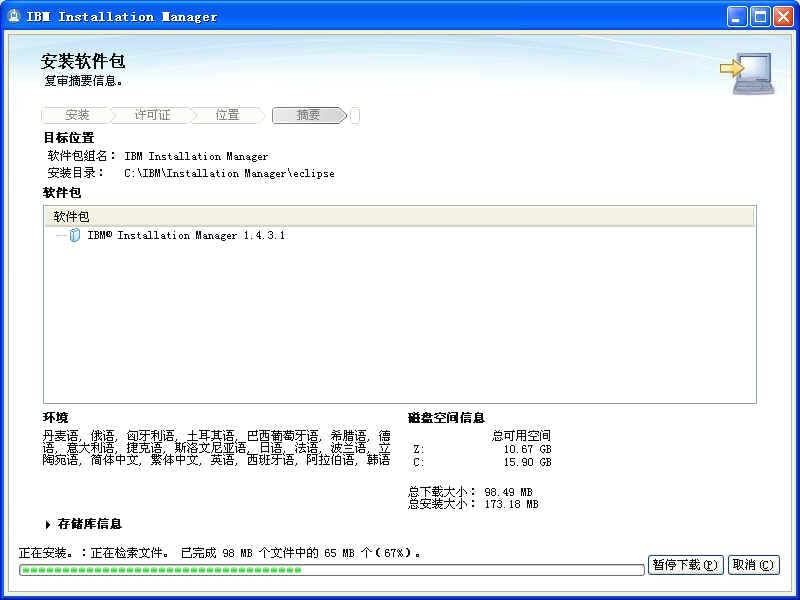 IBM Installation Manager
安装软件包
复审摘要信息。
安装 许可证 位置 摘要
目标位置
软件包组名： IBM Installation Manager
安装目录： C:\IBM\Installation Manager\eclipse
软件包
软件包
IBM® Installation Manager 1.4.3.1
环境
丹麦语, 俄语, 匈牙利语, 土耳其语, 巴西葡萄牙语, 希腊语, 德
语, 意大利语, 捷克语, 斯洛文尼亚语, 日语, 法语, 波兰语, 立
陶宛语, 简体中文, 繁体中文, 英语, 西班牙语, 阿拉伯语, 韩语
磁盘空间信息
总可用空间
Z: 10.67 GB
C: 15.90 GB
总下载大小： 98.49 MB
总安装大小： 173.18 MB
存储库信息
正在安装。：正在检索文件。 已完成 98 MB 个文件中的 65 MB 个(67%)。
暂停下载(P) 取消(C)